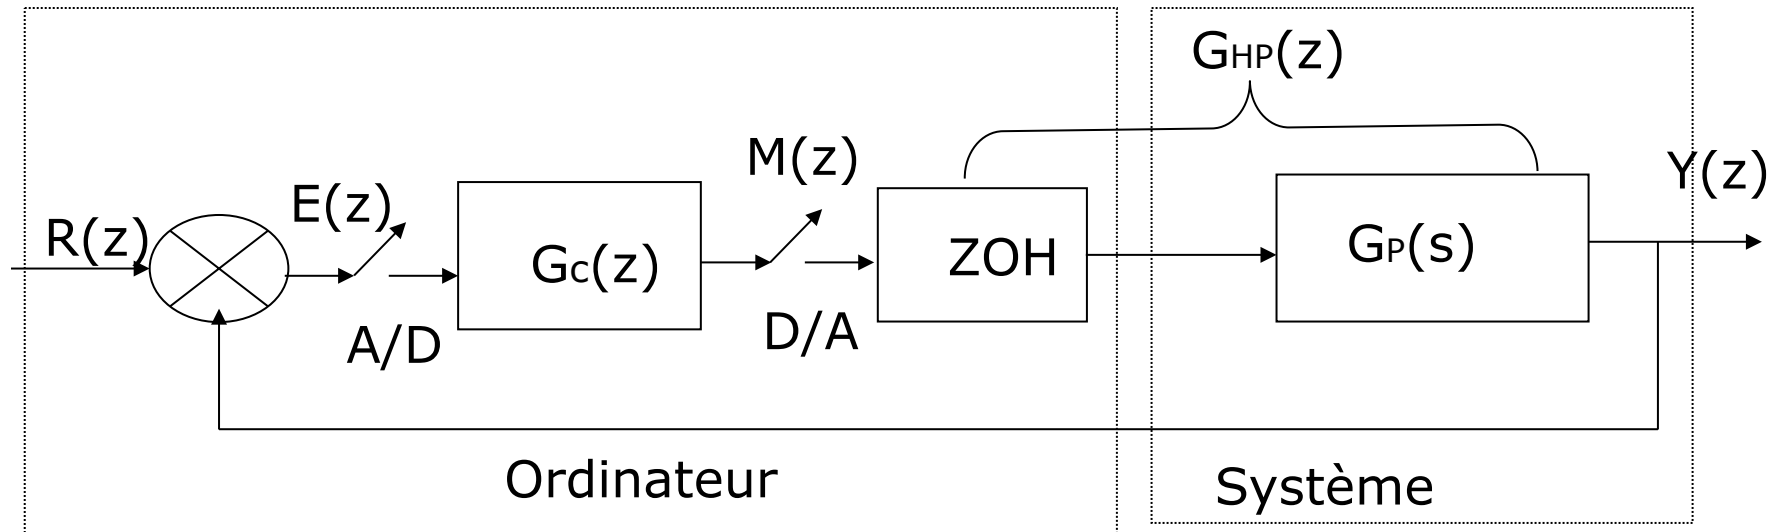 GHP(z)
M(z)
Y(z)
E(z)
R(z)
Gc(z)
ZOH
GP(s)
A/D
D/A
Ordinateur
Système